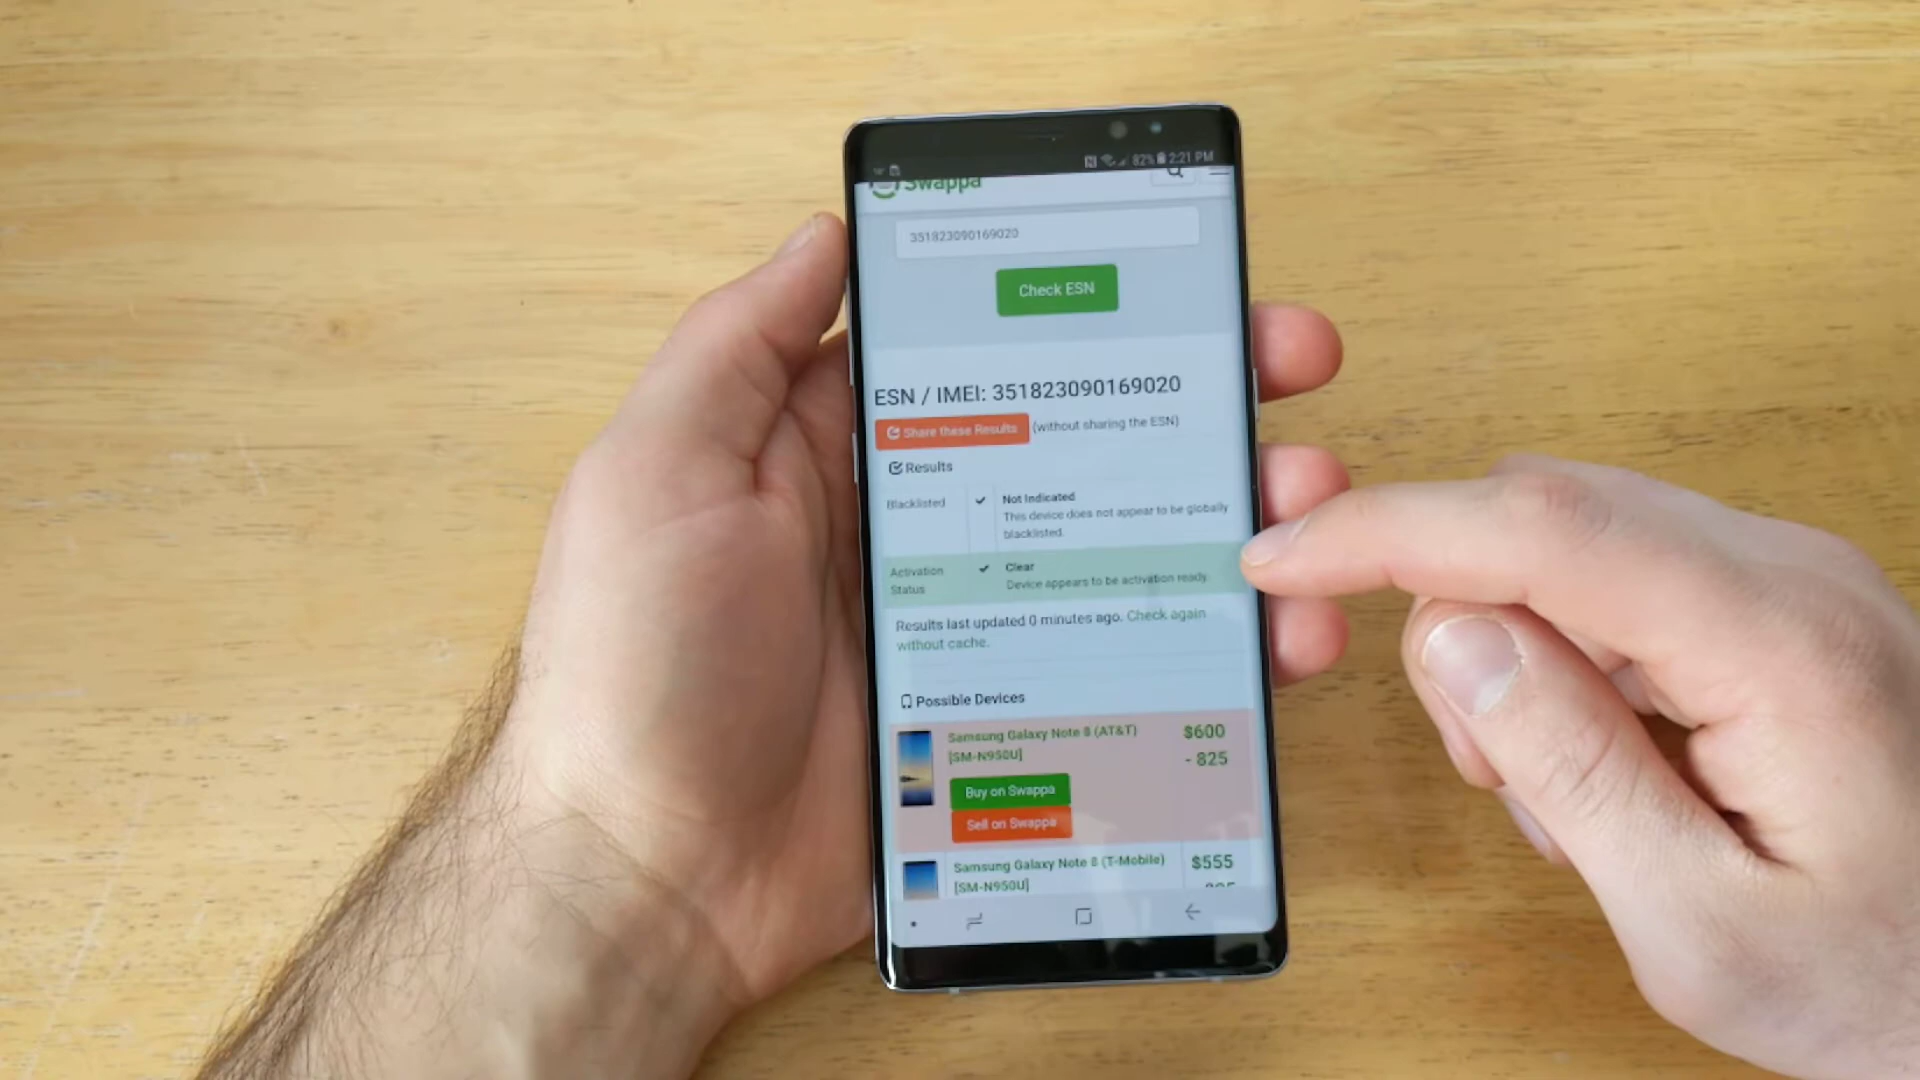 82% 2:21 PM
Swappa
351823090169020
Check ESN
ESN / IMEI: 351823090169020
Share these Results (without sharing the ESN)
Results
Blacklisted
Not Indicated
This device does not appear to be globally
blacklisted.
Activation
Status
Clear
Device appears to be activation ready.
Results last updated 0 minutes ago. Check again
without cache.
Possible Devices
Samsung Galaxy Note 8 (AT&T)
[SM-N950U]
$600
- 825
Buy on Swappa
Sell on Swappa
Samsung Galaxy Note 8 (T-Mobile)
[SM-N950U]
$555